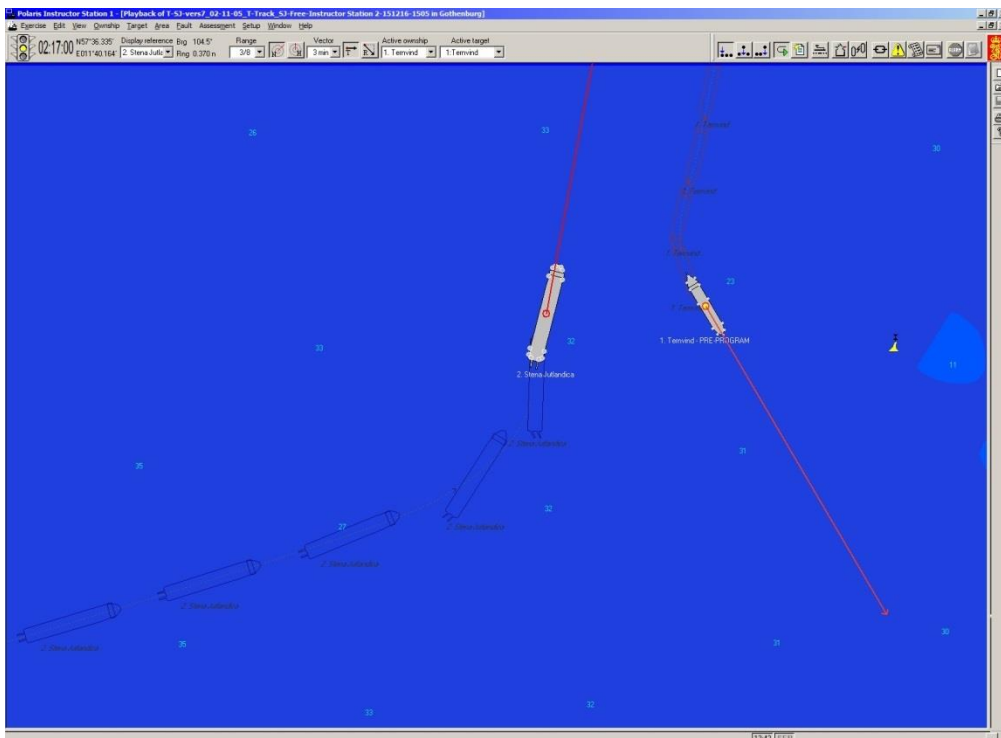 Polaris Instructor Station 1 - [Playback of T-SJ-vers7_02-11-05_T-Track_SJ-Free-Instructor Station 2-151216-1505 in Gothenburg]
Exercise Edit View Ownship Target Area Fault Assessment Setup Window Help
Display reference Brg 104.5° Range Vector Active ownship Active target
02:17:00 N57°36.335' E011°40.164' 2. Stena Jutla Rng 0.370 n 3/8 3 min 1. Ternvind 1:Ternvind
26
33
30
1. Ternvind
23
1. Ternvind - PRE-PROGRAM
33
32
2. Stena Jutlandica
11
2. Stena Jutlandica
31
35
32
27
2. Stena Jutlandica
2. Stena Jutlandica
2. Stena Jutlandica
2. Stena Jutlandica
35
31
30
33
32